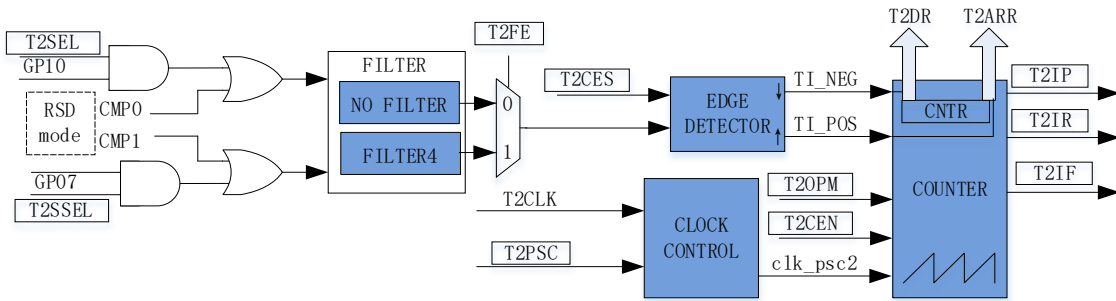 T2DR
T2ARR
T2SEL
GP10
T2FE
FILTER
T2CES
TI_NEG
T2IP
RSD
mode
CMP0
CMP1
NO FILTER
0
EDGE
DETECTOR
CNTR
TI_POS
T2IR
FILTER4
1
GP07
T2SSEL
T2CLK
T2OPM
COUNTER
T2IF
CLOCK
CONTROL
T2CEN
T2PSC
clk_psc2